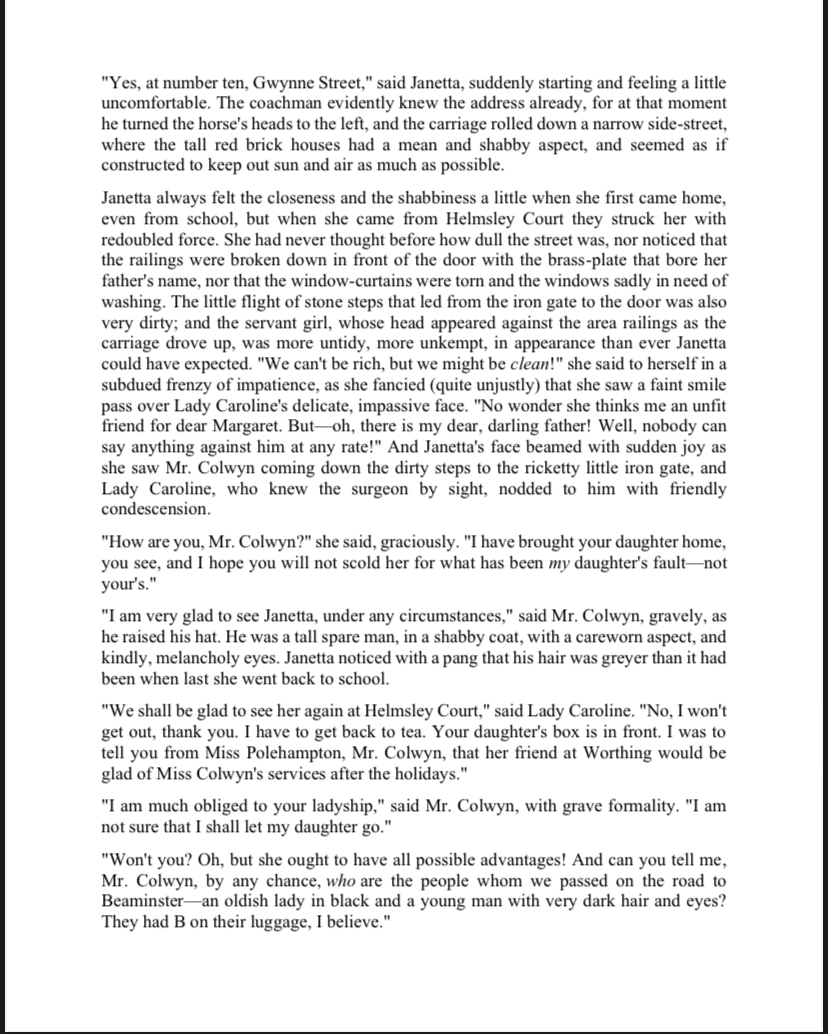 "Yes, at number ten, Gwynne Street," said Janetta, suddenly starting and feeling a little
uncomfortable. The coachman evidently knew the address already, for at that moment
he turned the horse's heads to the left, and the carriage rolled down a narrow side-street,
where the tall red brick houses had a mean and shabby aspect, and seemed as if
constructed to keep out sun and air as much as possible.
Janetta always felt the closeness and the shabbiness a little when she first came home,
even from school, but when she came from Helmsley Court they struck her with
redoubled force. She had never thought before how dull the street was, nor noticed that
the railings were broken down in front of the door with the brass-plate that bore her
father's name, nor that the window-curtains were torn and the windows sadly in need of
washing. The little flight of stone steps that led from the iron gate to the door was also
very dirty; and the servant girl, whose head appeared against the area railings as the
carriage drove up, was more untidy, more unkempt, in appearance than ever Janetta
could have expected. "We can't be rich, but we might be clean!" she said to herself in a
subdued frenzy of impatience, as she fancied (quite unjustly) that she saw a faint smile
pass over Lady Caroline's delicate, impassive face. "No wonder she thinks me an unfit
friend for dear Margaret. But—oh, there is my dear, darling father! Well, nobody can
say anything against him at any rate!" And Janetta's face beamed with sudden joy as
she saw Mr. Colwyn coming down the dirty steps to the ricketty little iron gate, and
Lady Caroline, who knew the surgeon by sight, nodded to him with friendly
condescension.
"How are you, Mr. Colwyn?" she said, graciously. "I have brought your daughter home,
you see, and I hope you will not scold her for what has been my daughter's fault—not
your's."
"I am very glad to see Janetta, under any circumstances," said Mr. Colwyn, gravely, as
he raised his hat. He was a tall spare man, in a shabby coat, with a careworn aspect, and
kindly, melancholy eyes. Janetta noticed with a pang that his hair was greyer than it had
been when last she went back to school.
"We shall be glad to see her again at Helmsley Court," said Lady Caroline. "No, I won't
get out, thank you. I have to get back to tea. Your daughter's box is in front. I was to
tell you from Miss Polehampton, Mr. Colwyn, that her friend at Worthing would be
glad of Miss Colwyn's services after the holidays."
"I am much obliged to your ladyship," said Mr. Colwyn, with grave formality. "I am
not sure that I shall let my daughter go."
"Won't you? Oh, but she ought to have all possible advantages! And can you tell me,
Mr. Colwyn, by any chance, who are the people whom we passed on the road to
Beaminster—an oldish lady in black and a young man with very dark hair and eyes?
They had B on their luggage, I believe."